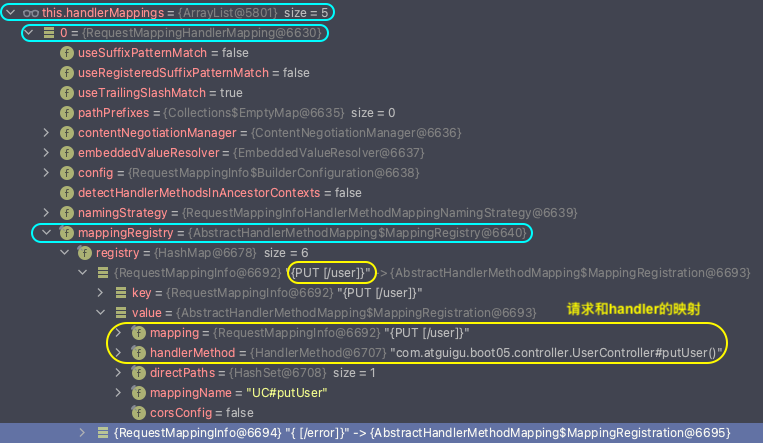 this.handlerMappings = {ArrayList@5801} size = 5
0 = {RequestMappingHandlerMapping@6630}
useSuffixPatternMatch = false
useRegisteredSuffixPatternMatch = false
useTrailingSlashMatch = true
pathPrefixes = {Collections$EmptyMap@6635} size = 0
contentNegotiationManager = {ContentNegotiationManager@6636}
embeddedValueResolver = {EmbeddedValueResolver@6637}
config = {RequestMappingInfo$BuilderConfiguration@6638}
detectHandlerMethodsInAncestorContexts = false
namingStrategy = {RequestMappingInfoHandlerMethodMappingNamingStrategy@6639}
mappingRegistry = {AbstractHandlerMethodMapping$MappingRegistry@6640}
registry = {HashMap@6678} size = 6
{RequestMappingInfo@6692} "{PUT [/user]}" -> {AbstractHandlerMethodMapping$MappingRegistration@6693}
key = {RequestMappingInfo@6692} "{PUT [/user]}"
value = {AbstractHandlerMethodMapping$MappingRegistration@6693}
请求和handler的映射
mapping = {RequestMappingInfo@6692} "{PUT [/user]}"
handlerMethod = {HandlerMethod@6707} "com.atguigu.boot05.controller.UserController#putUser()"
directPaths = {HashSet@6708} size = 1
mappingName = "UC#putUser"
corsConfig = false
{RequestMappingInfo@6694} "{ [/error]}" -> {AbstractHandlerMethodMapping$MappingRegistration@6695}